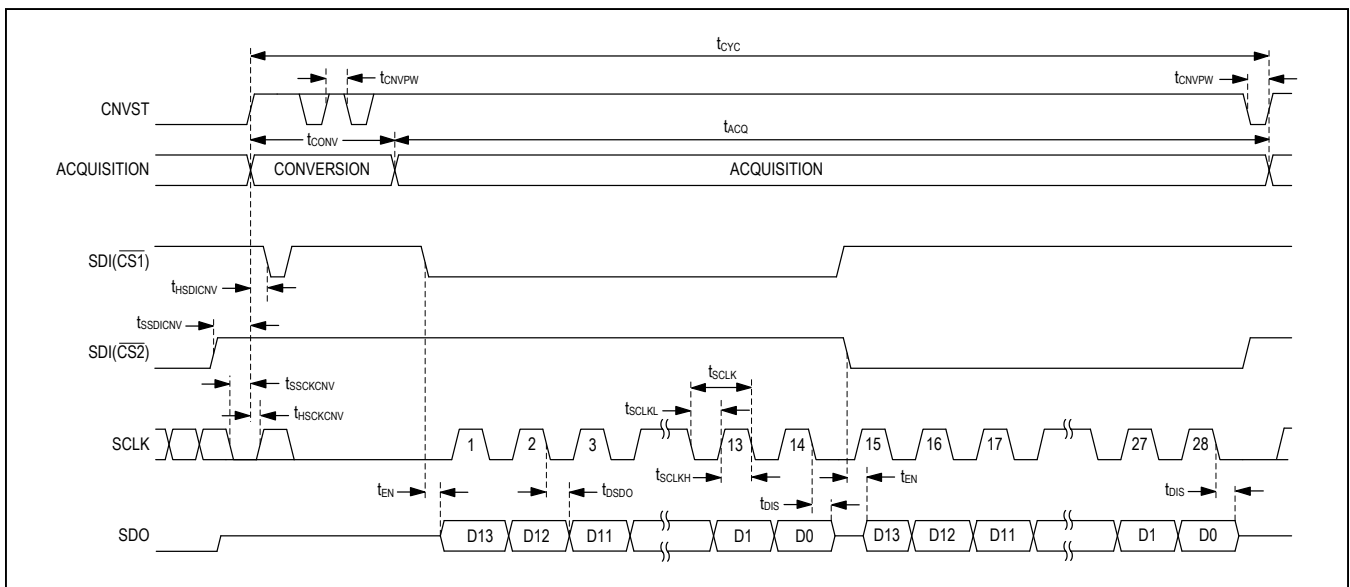 tCYC
tCNVPW
tCNVPW
CNVST
tCONV
tACQ
ACQUISITION
CONVERSION
ACQUISITION
SDI(CS1)
tHSDICNV
tSSDICNV
SDI(CS2)
tSSCKCNV
tSCLK
tHSCKCNV
tSCLKL
SCLK
1 2 3 13 14 15 16 17 27 28
tEN
tDSDO
tSCLKH
tDIS
tEN
tDIS
SDO
D13 D12 D11 D1 D0 D13 D12 D11 D1 D0